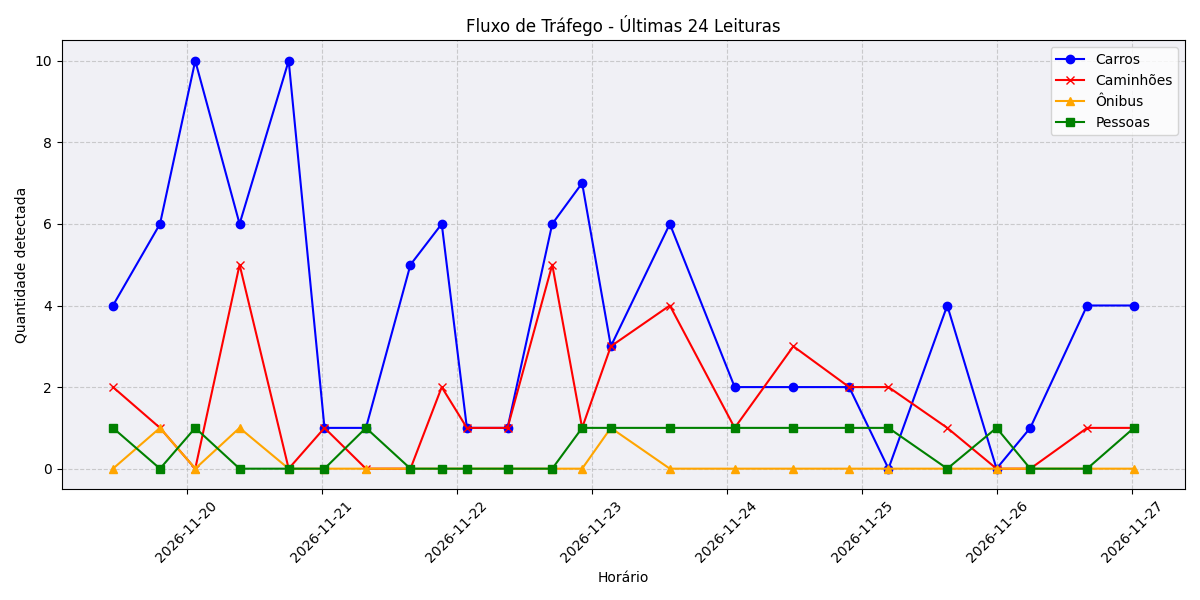 Fluxo de Tráfego - Últimas 24 Leituras
Carros
Caminhões
Ônibus
Pessoas
Quantidade detectada
10
8
6
4
2
0
2026-11-20
2026-11-21
2026-11-22
2026-11-23
2026-11-24
2026-11-25
2026-11-26
2026-11-27
Horário